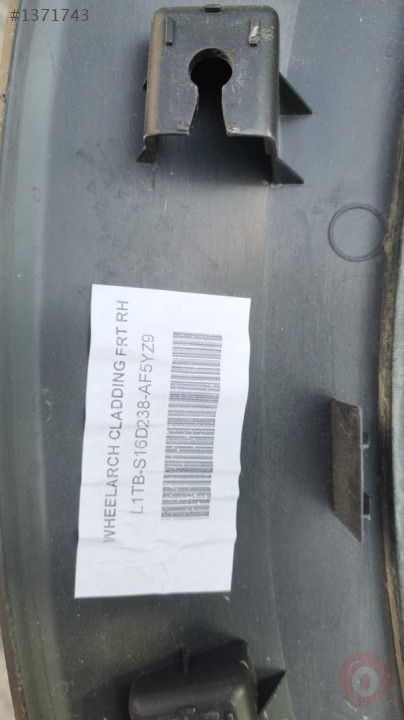 #1371743
WHEELARCH CLADDING FRT RH
L1TB-S16D238-AF5YZ9